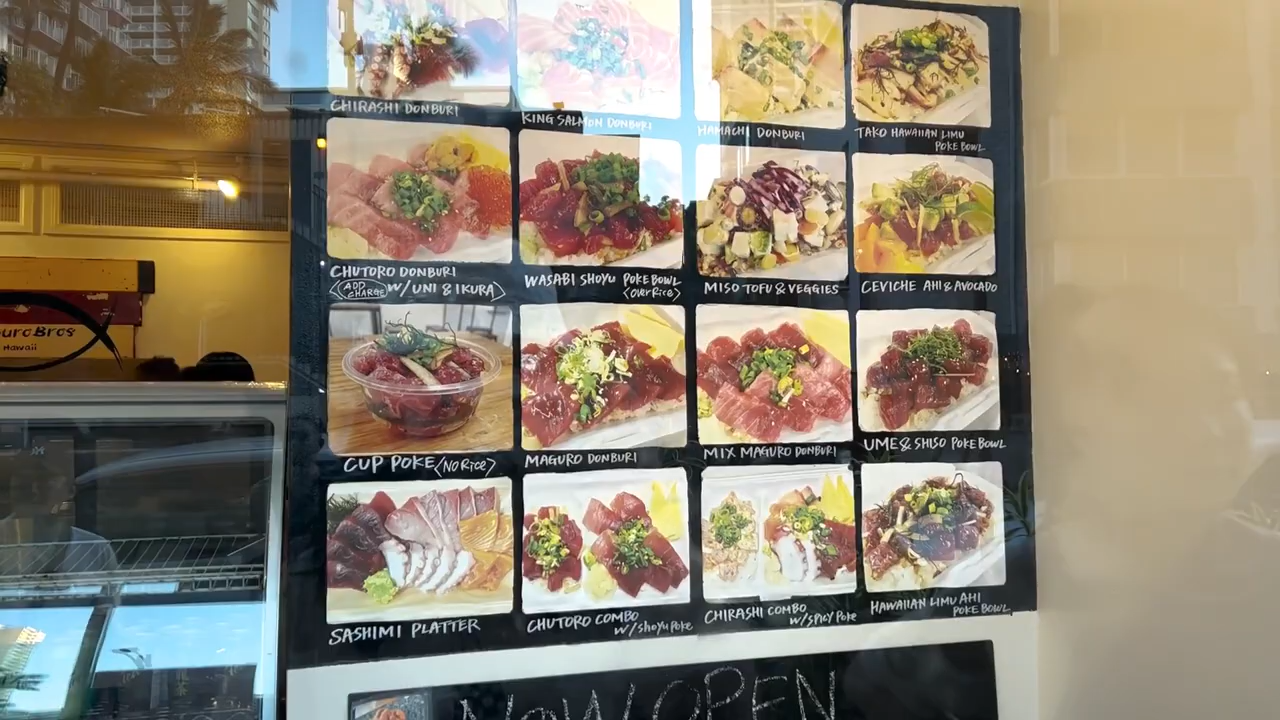 CHIRASHI DONBURI
KING SALMON DONBURI
HAMACHI DONBURI
TAKO HAWAIIAN LIMU
POKE BOWL
CHUTORO DONBURI
ADD CHARGE W/ UNI & IKURA
WASABI SHOYU POKE BOWL
<Over Rice>
MISO TOFU & VEGGIES
CEVICHE AHI & AVOCADO
Bros
Hawaii
CUP POKE <NO RICE>
MAGURO DONBURI
MIX MAGURO DONBURI
UME & SHISO POKE BOWL
SASHIMI PLATTER
CHUTORO COMBO
W/ SHOYU POKE
CHIRASHI COMBO
W/ SPICY POKE
HAWAIIAN LIMU AHI
POKE BOWL
NOW OPEN